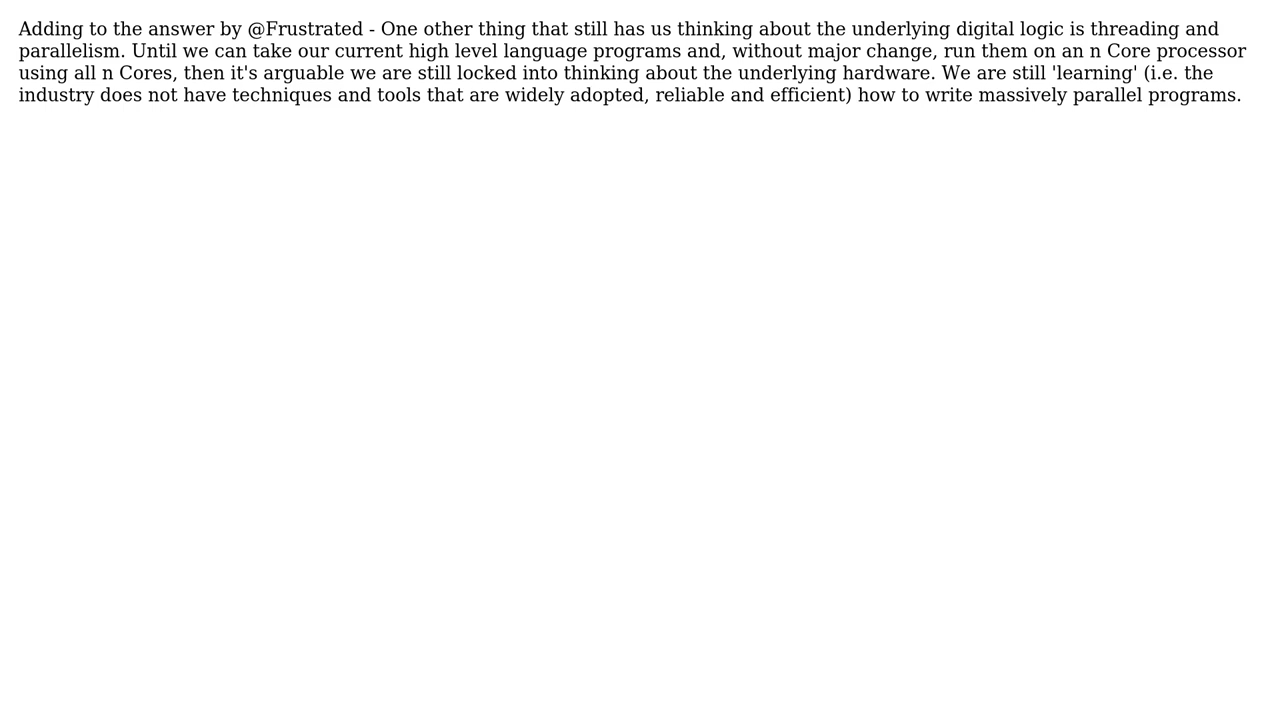 Adding to the answer by @Frustrated - One other thing that still has us thinking about the underlying digital logic is threading and
parallelism. Until we can take our current high level language programs and, without major change, run them on an n Core processor
using all n Cores, then it's arguable we are still locked into thinking about the underlying hardware. We are still 'learning' (i.e. the
industry does not have techniques and tools that are widely adopted, reliable and efficient) how to write massively parallel programs.